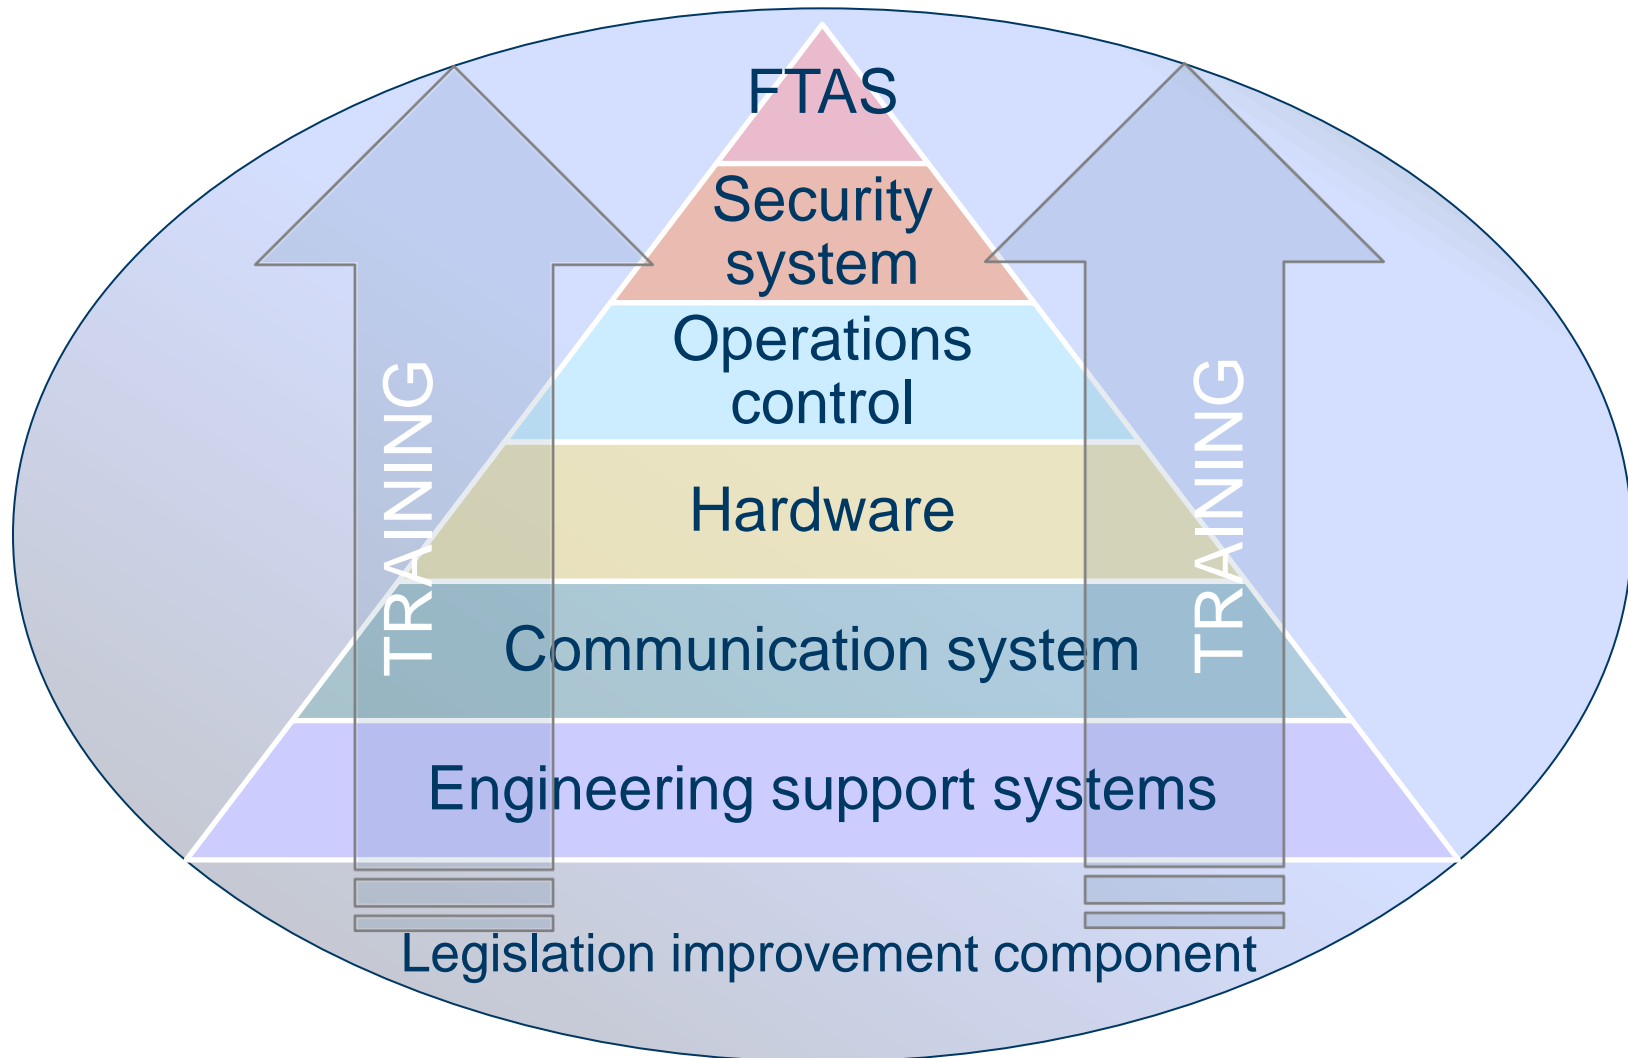 FTAS
Security
system
Operations
control
TRAINING
TRAINING
Hardware
Communication system
Engineering support systems
Legislation improvement component